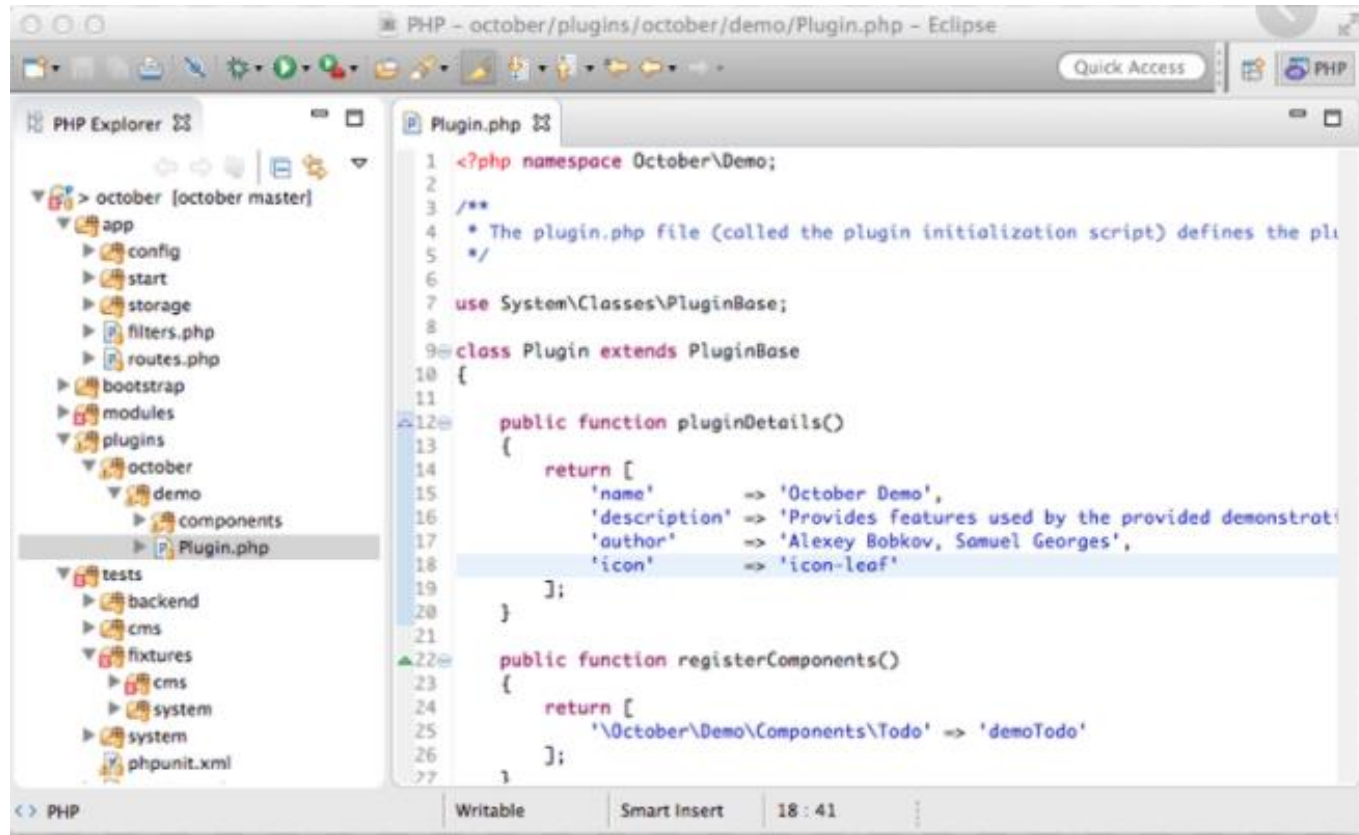 PHP - october/plugins/october/demo/Plugin.php - Eclipse
Quick Access
PHP
PHP Explorer
> october [october master]
app
config
start
storage
filters.php
routes.php
bootstrap
modules
plugins
october
demo
components
Plugin.php
tests
backend
cms
fixtures
cms
system
system
phpunit.xml
Plugin.php
1 <?php namespace October\Demo;
2
3 /**
4  * The plugin.php file (called the plugin initialization script) defines the
5  */
6
7 use System\Classes\PluginBase;
8
9 class Plugin extends PluginBase
10 {
11
12     public function pluginDetails()
13     {
14         return [
15             'name'        => 'October Demo',
16             'description' => 'Provides features used by the provided demonstrati
17             'author'      => 'Alexey Bobkov, Samuel Georges',
18             'icon'        => 'icon-leaf'
19         ];
20     }
21
22     public function registerComponents()
23     {
24         return [
25             '\October\Demo\Components\Todo' => 'demoTodo'
26         ];
27     }
<> PHP
Writable
Smart Insert
18 : 41